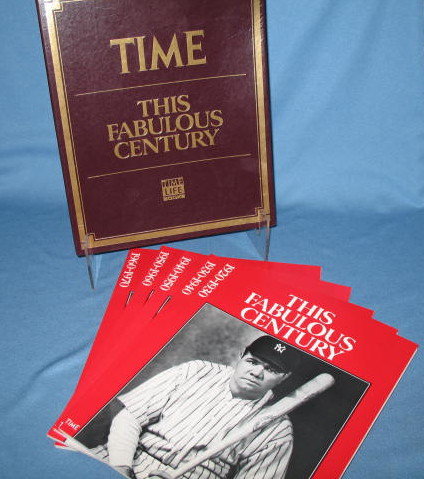 TIME
THIS
FABULOUS
CENTURY
TIME
LIFE
BOOKS
1960-1970
1950-1960
1940-1950
1930-1940
1920-1930
THIS
FABULOUS
CENTURY
NY
TIME